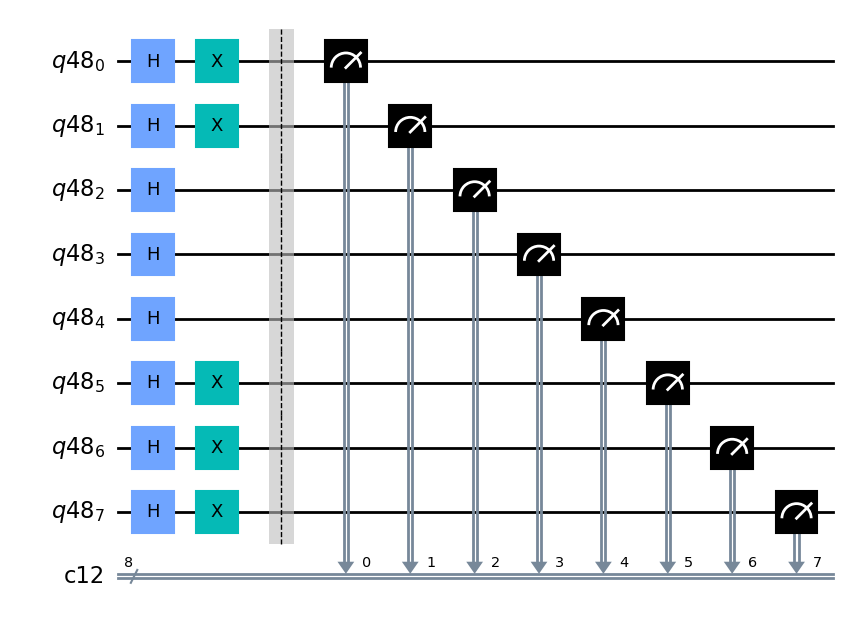 q48₀ H X
q48₁ H X
q48₂ H
q48₃ H
q48₄ H
q48₅ H X
q48₆ H X
q48₇ H X
c12 8 0 1 2 3 4 5 6 7